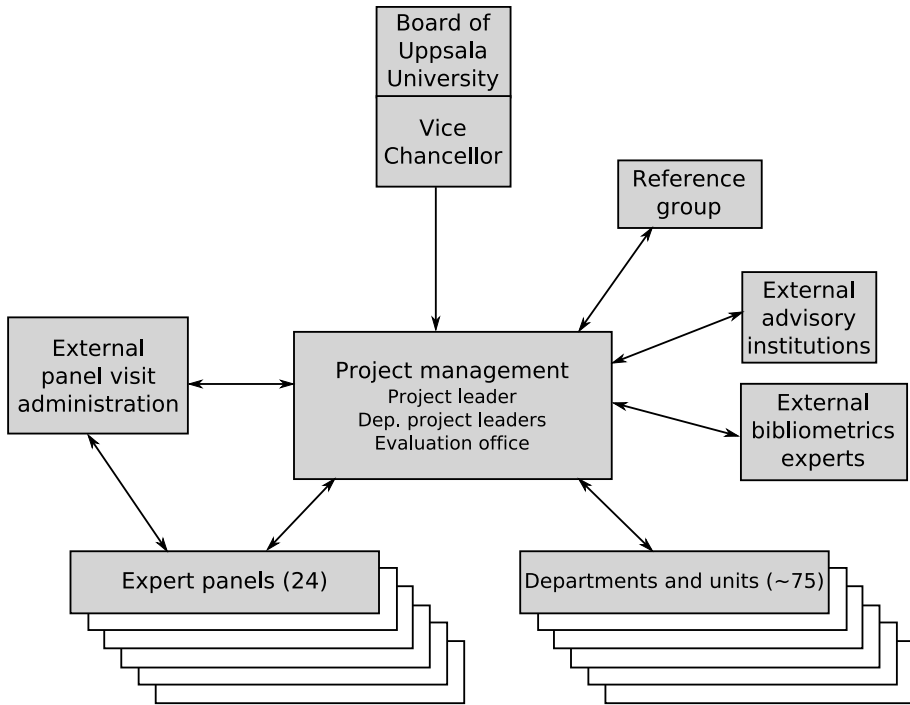 Board of
Uppsala
University
Vice
Chancellor
Reference
group
External
advisory
institutions
External
panel visit
administration
Project management
Project leader
Dep. project leaders
Evaluation office
External
bibliometrics
experts
Expert panels (24)
Departments and units (~75)